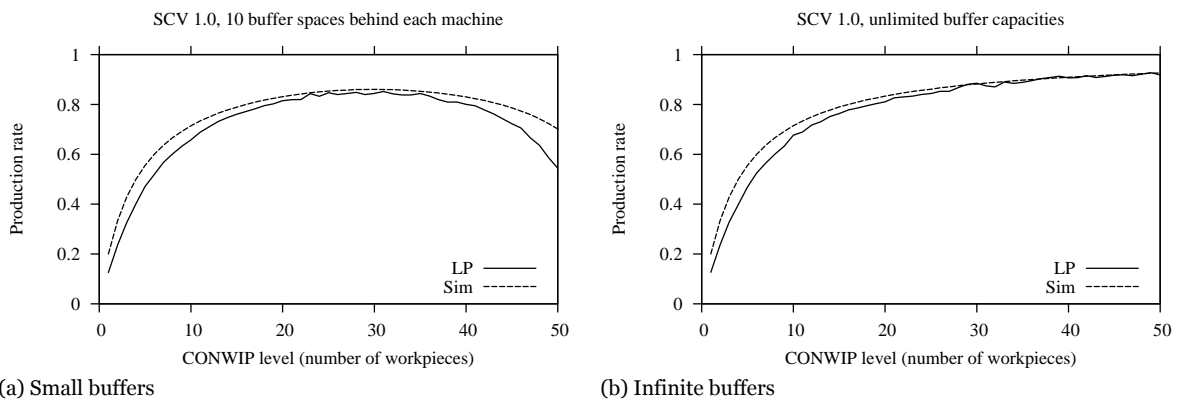 SCV 1.0, 10 buffer spaces behind each machine
1
0.8
0.6
0.4
0.2
0
Production rate
LP
Sim
0 10 20 30 40 50
CONWIP level (number of workpieces)
(a) Small buffers
SCV 1.0, unlimited buffer capacities
1
0.8
0.6
0.4
0.2
0
Production rate
LP
Sim
0 10 20 30 40 50
CONWIP level (number of workpieces)
(b) Infinite buffers